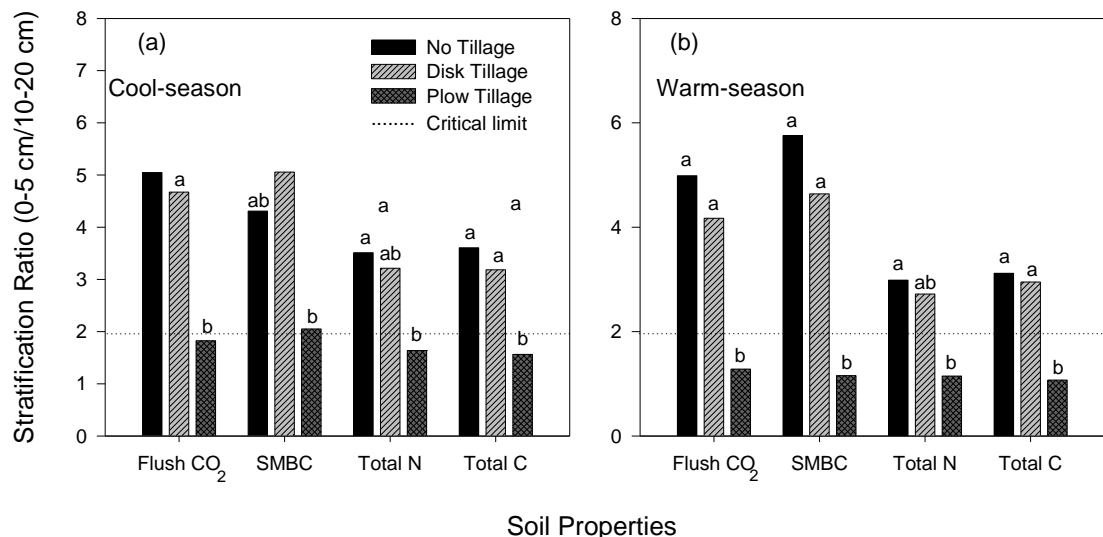 Stratification Ratio (0-5 cm/10-20 cm)
8
7
6
5
4
3
2
1
0
(a)
Cool-season
No Tillage
Disk Tillage
Plow Tillage
Critical limit
a
b
ab
b
a
a
ab
b
a
a
a
b
Flush CO2
SMBC
Total N
Total C
8
6
4
2
0
(b)
Warm-season
a
a
b
a
a
b
a
ab
b
a
a
b
Flush CO2
SMBC
Total N
Total C
Soil Properties